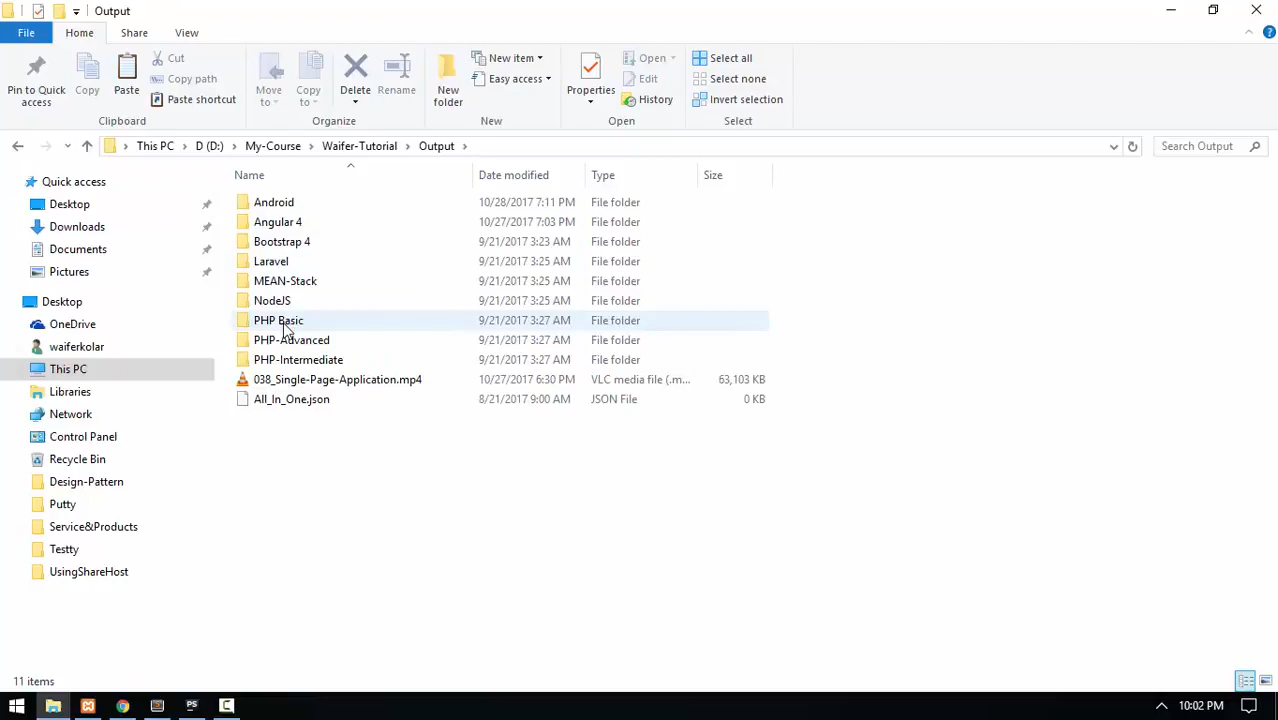 Output
File Home Share View
Pin to Quick access
Copy
Paste
Cut
Copy path
Paste shortcut
Clipboard
Move to
Copy to
Delete
Rename
Organize
New folder
New item
Easy access
New
Properties
Open
Edit
History
Open
Select all
Select none
Invert selection
Select
This PC D (D:) My-Course Waifer-Tutorial Output
Search Output
Quick access
Desktop
Downloads
Documents
Pictures
Desktop
OneDrive
waiferkolar
This PC
Libraries
Network
Control Panel
Recycle Bin
Design-Pattern
Putty
Service&Products
Testty
UsingShareHost
Name Date modified Type Size
Android 10/28/2017 7:11 PM File folder
Angular 4 10/27/2017 7:03 PM File folder
Bootstrap 4 9/21/2017 3:23 AM File folder
Laravel 9/21/2017 3:25 AM File folder
MEAN-Stack 9/21/2017 3:25 AM File folder
NodeJS 9/21/2017 3:25 AM File folder
PHP Basic 9/21/2017 3:27 AM File folder
PHP-Advanced 9/21/2017 3:27 AM File folder
PHP-Intermediate 9/21/2017 3:27 AM File folder
038_Single-Page-Application.mp4 10/27/2017 6:30 PM VLC media file (.m... 63,103 KB
All_In_One.json 8/21/2017 9:00 AM JSON File 0 KB
11 items
PS
10:02 PM